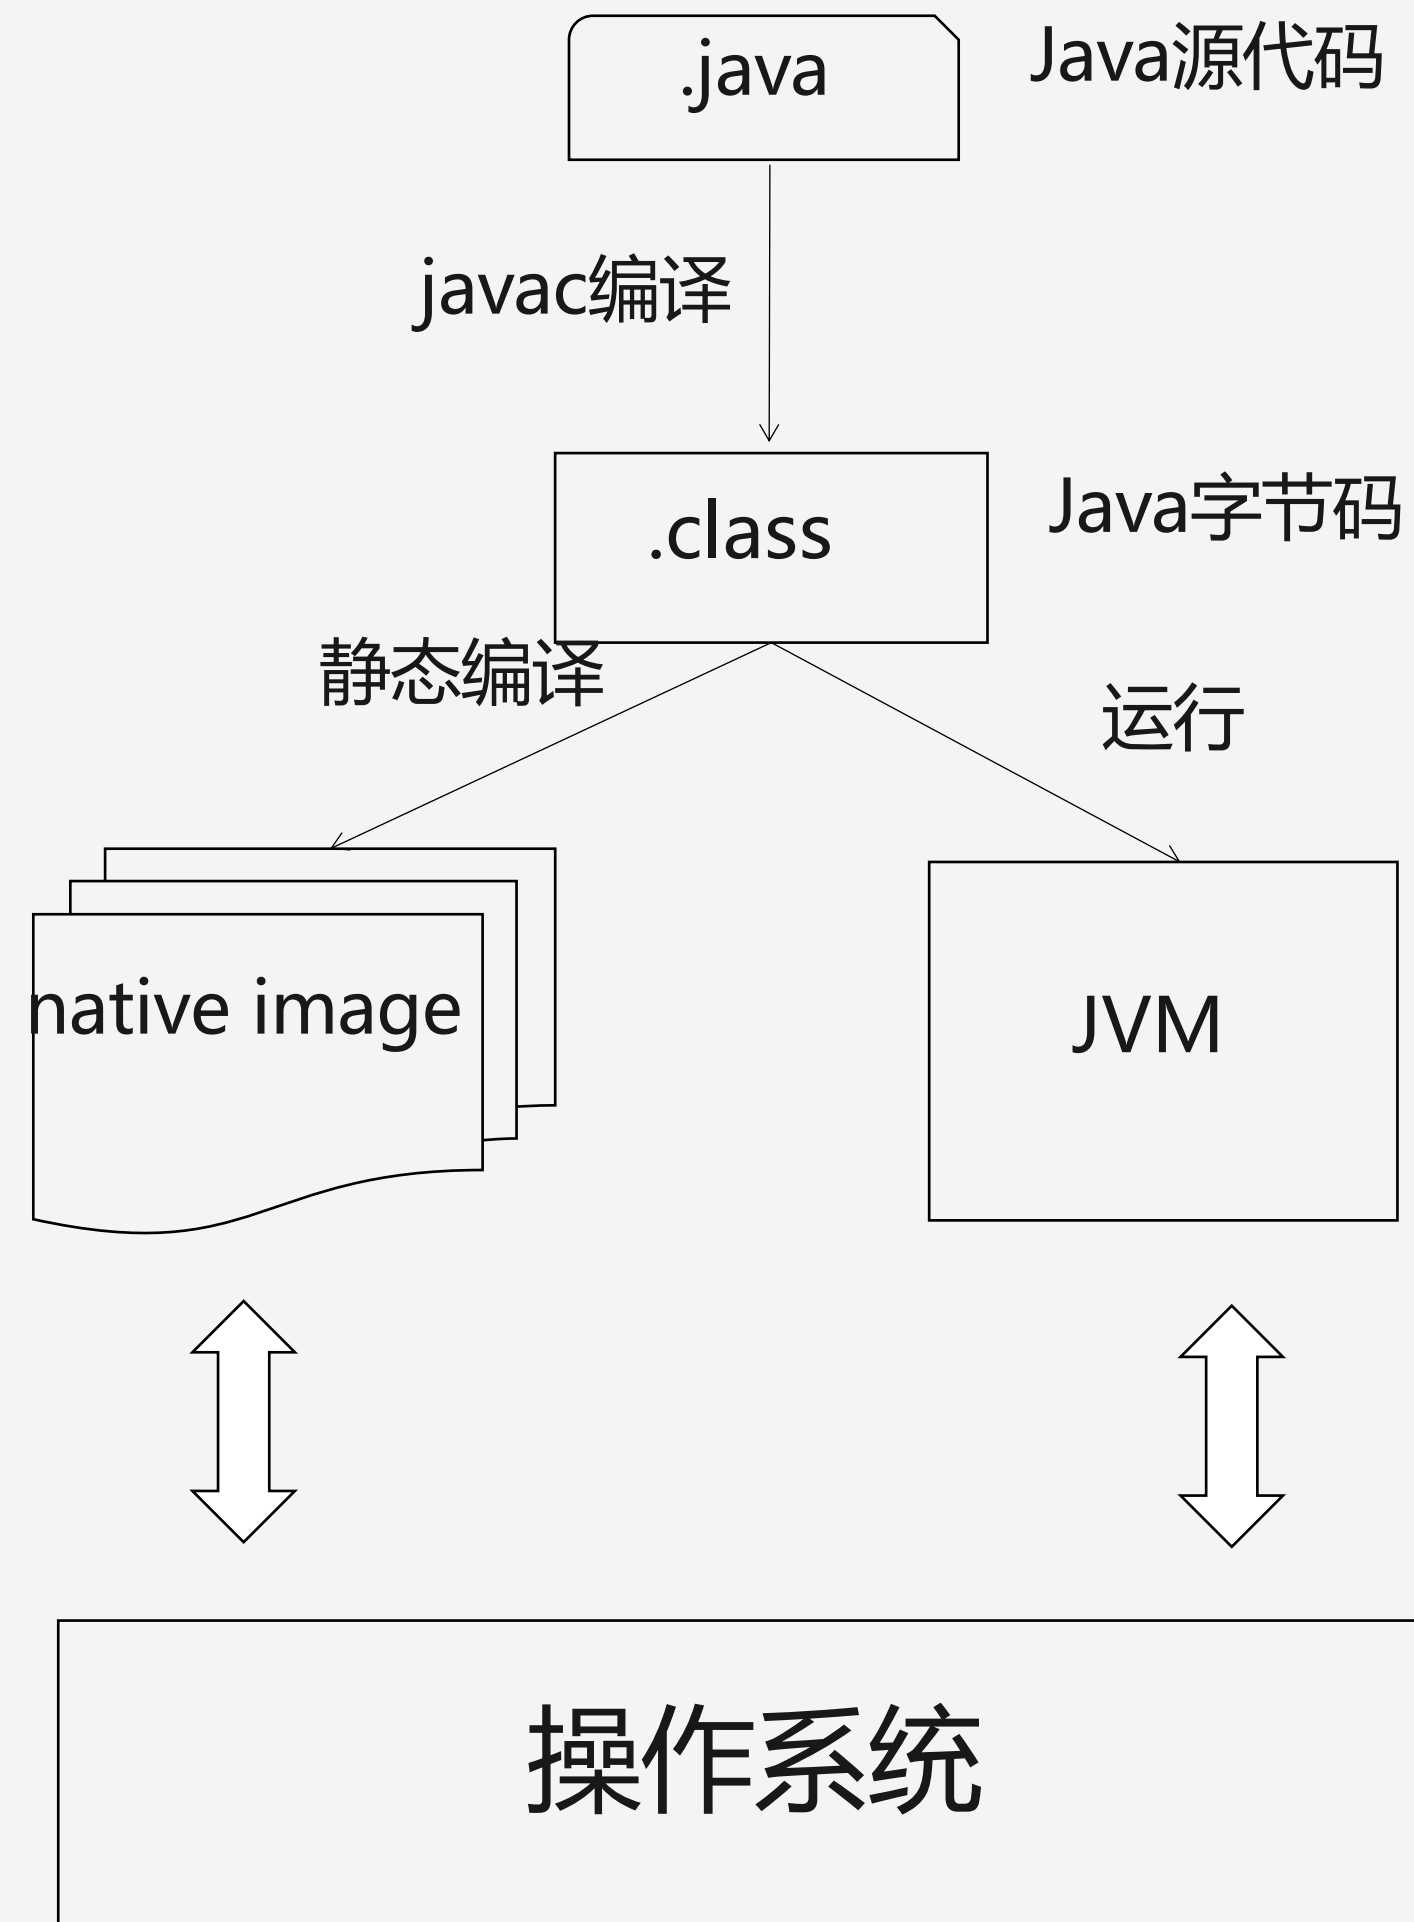 .java
Java源代码
javac编译
.class
Java字节码
静态编译
运行
native image
JVM
操作系统